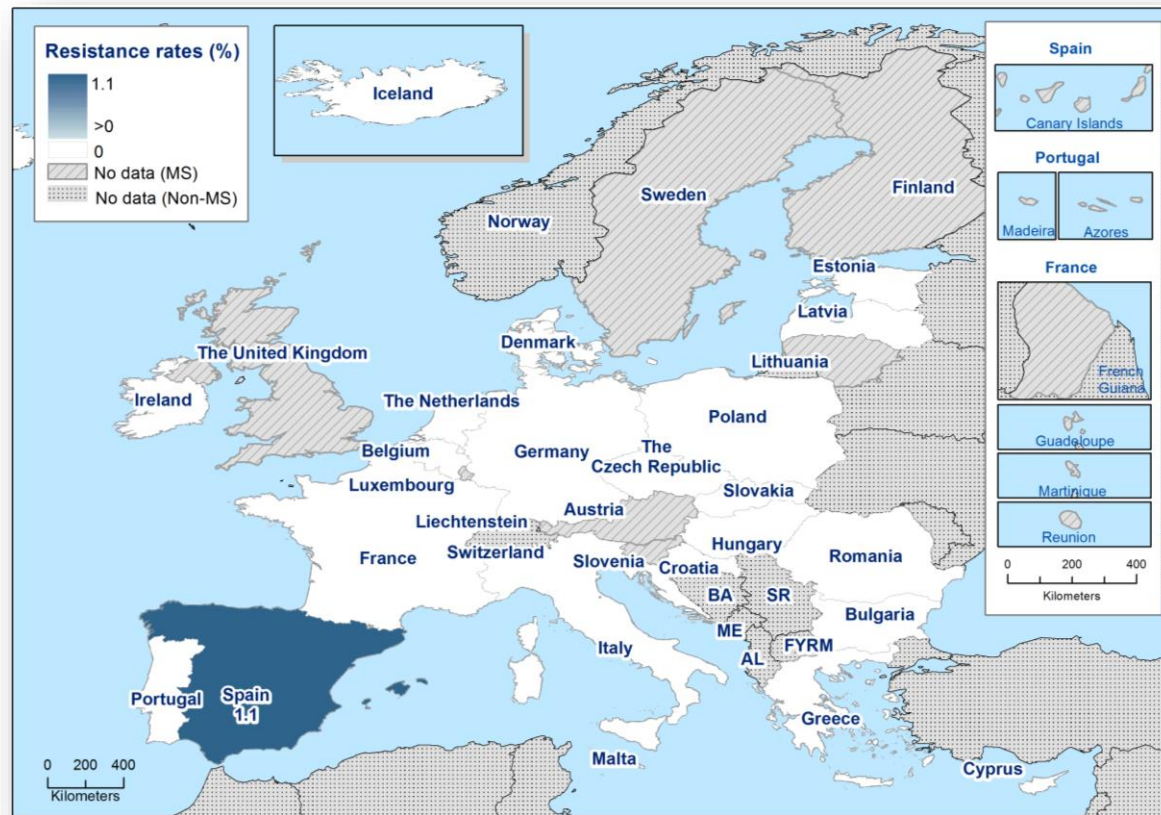 Resistance rates (%)
1.1
>0
0
No data (MS)
No data (Non-MS)
Iceland
Spain
Canary Islands
Portugal
Madeira
Azores
France
French
Guiana
Guadeloupe
Martinique
Reunion
0 200 400
Kilometers
Norway
Sweden
Finland
Estonia
Latvia
Lithuania
Denmark
The United Kingdom
Ireland
The Netherlands
Belgium
Luxembourg
Germany
Poland
The
Czech Republic
Slovakia
Austria
Liechtenstein
Switzerland
France
Slovenia
Hungary
Croatia
Romania
BA
SR
Bulgaria
ME
FYRM
AL
Italy
Portugal
Spain
1.1
Greece
Malta
Cyprus
0 200 400
Kilometers